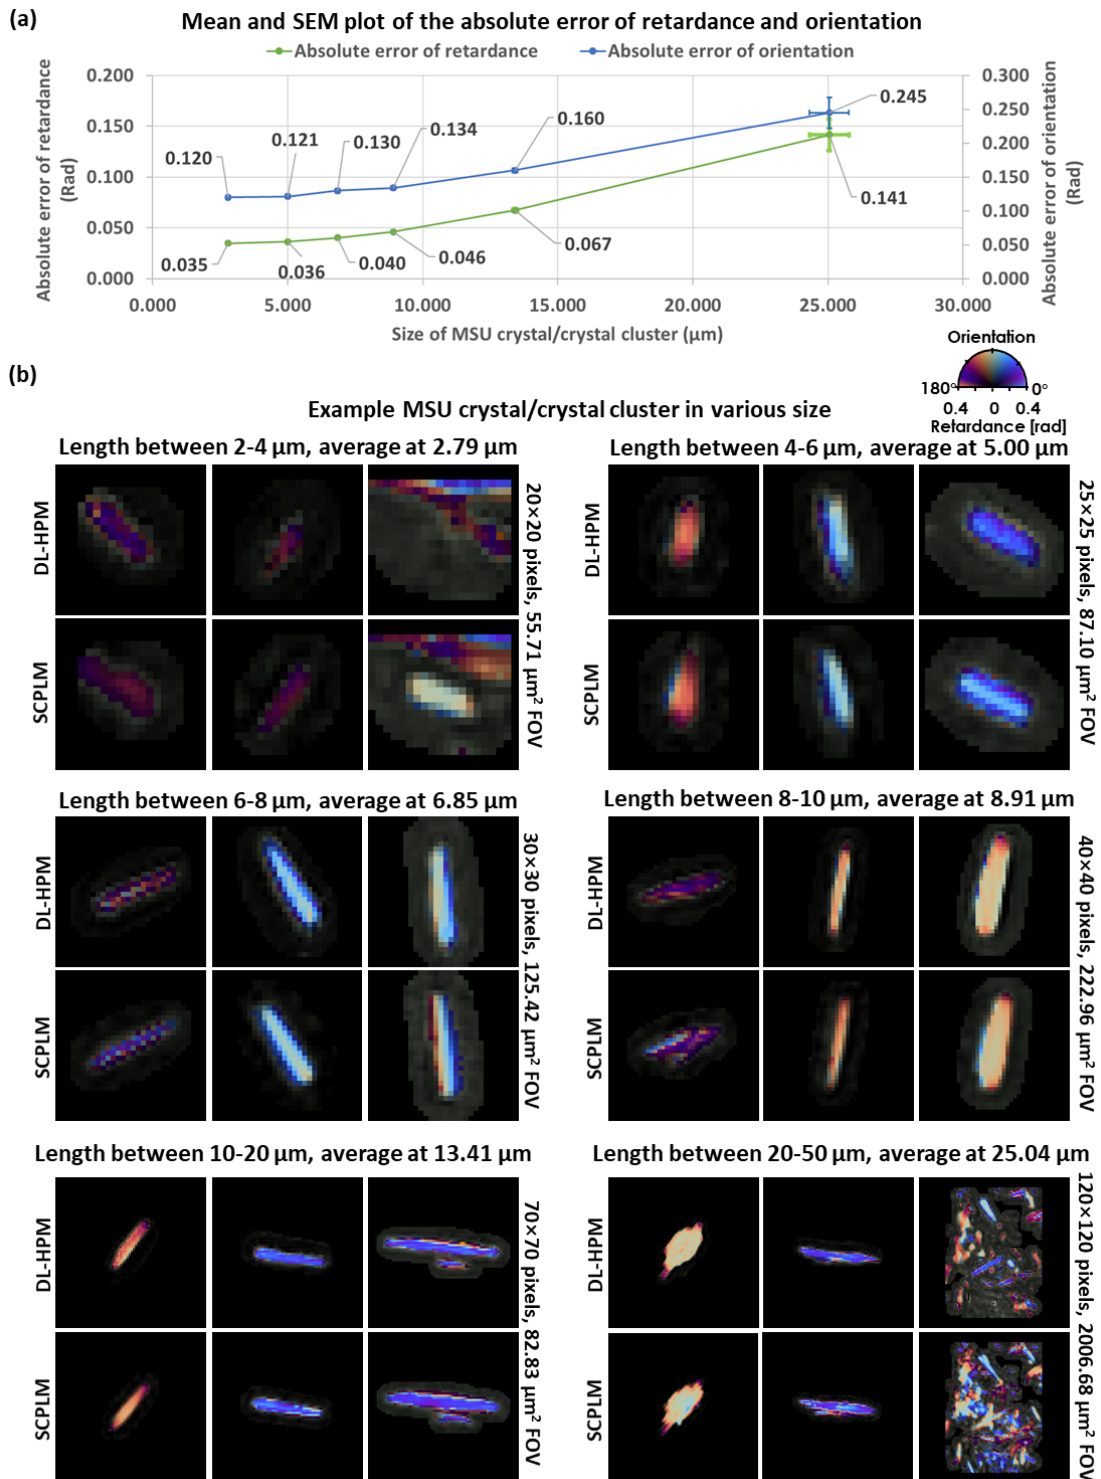 (a)
Mean and SEM plot of the absolute error of retardance and orientation
Absolute error of retardance
Absolute error of orientation
Absolute error of retardance
(Rad)
0.200
0.150
0.100
0.050
0.000
0.300
0.250
0.200
0.150
0.100
0.050
0.000
Absolute error of orientation
(Rad)
0.120
0.121
0.130
0.134
0.160
0.245
0.035
0.036
0.040
0.046
0.067
0.141
0.000
5.000
10.000
15.000
20.000
25.000
30.000
Size of MSU crystal/crystal cluster (µm)
Orientation
180°
0°
0.4 0 0.4
Retardance [rad]
(b)
Example MSU crystal/crystal cluster in various size
Length between 2-4 µm, average at 2.79 µm
DL-HPM
SCPLM
20×20 pixels, 55.71 µm² FOV
Length between 4-6 µm, average at 5.00 µm
DL-HPM
SCPLM
25×25 pixels, 87.10 µm² FOV
Length between 6-8 µm, average at 6.85 µm
DL-HPM
SCPLM
30×30 pixels, 125.42 µm² FOV
Length between 8-10 µm, average at 8.91 µm
DL-HPM
SCPLM
40×40 pixels, 222.96 µm² FOV
Length between 10-20 µm, average at 13.41 µm
DL-HPM
SCPLM
70×70 pixels, 82.83 µm² FOV
Length between 20-50 µm, average at 25.04 µm
DL-HPM
SCPLM
120×120 pixels, 2006.68 µm² FOV